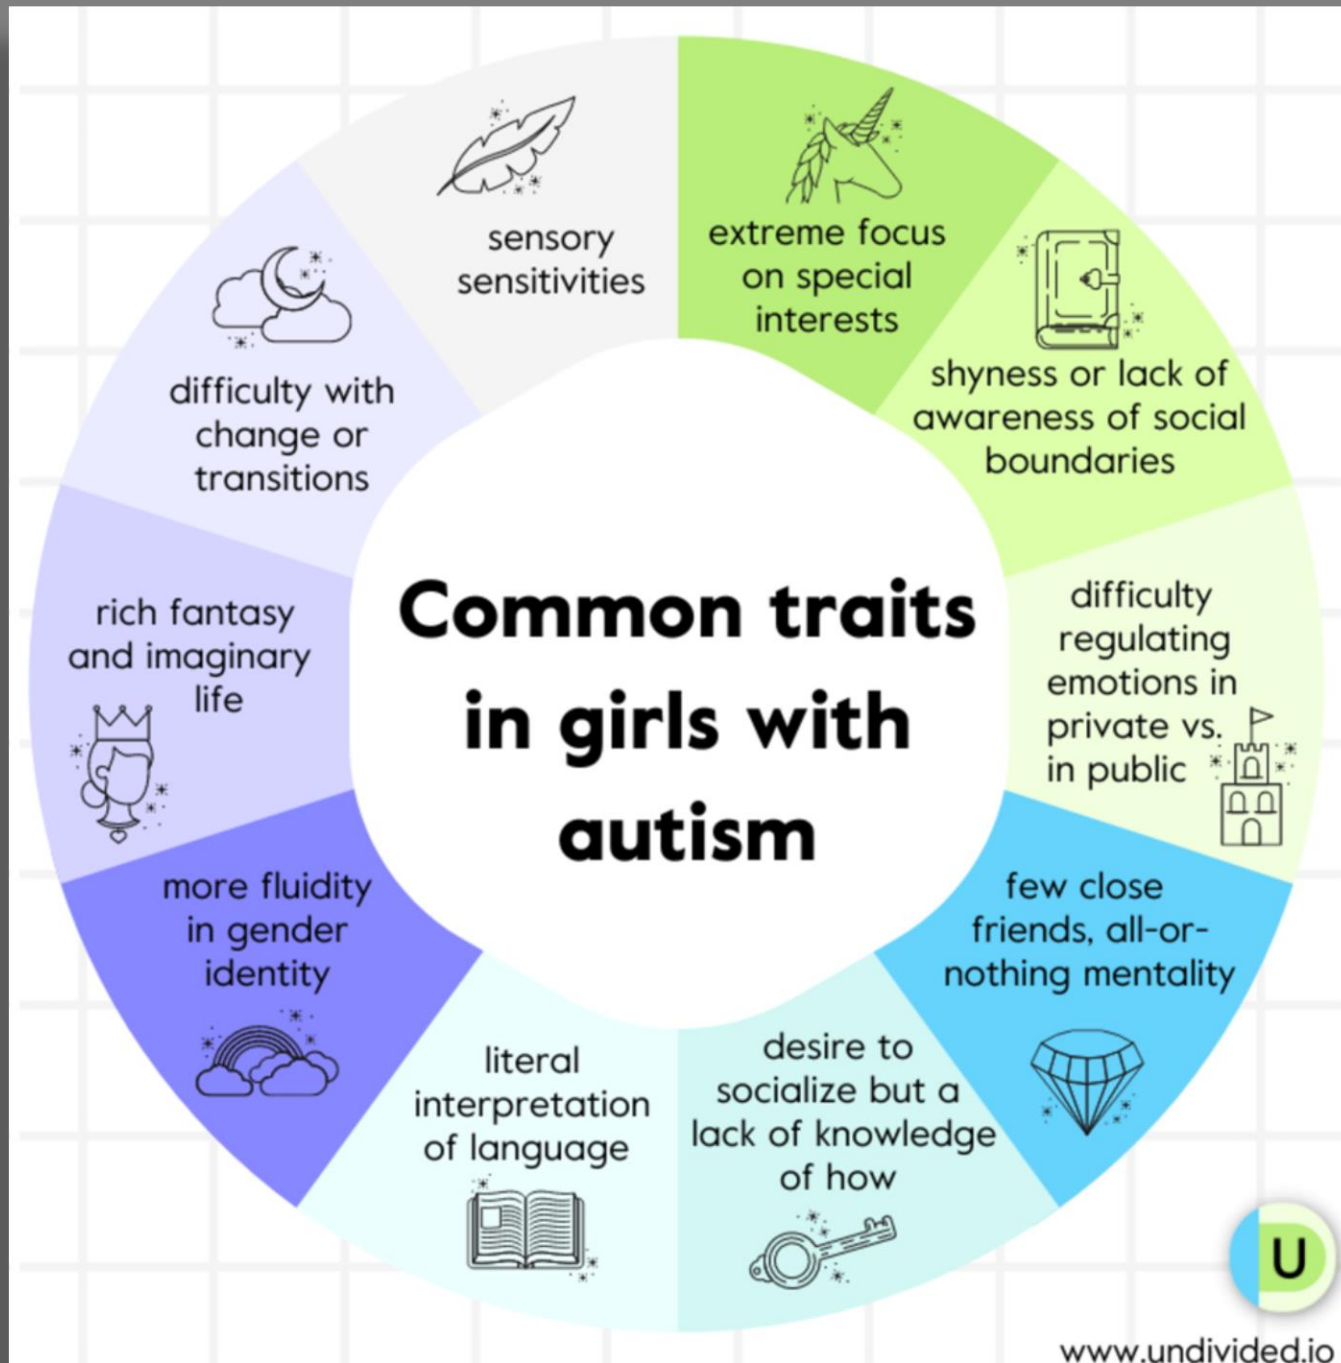 Common traits
in girls with
autism
extreme focus
on special
interests
shyness or lack of
awareness of social
boundaries
difficulty
regulating
emotions in
private vs.
in public
few close
friends, all-or-
nothing mentality
desire to
socialize but a
lack of knowledge
of how
literal
interpretation
of language
more fluidity
in gender
identity
rich fantasy
and imaginary
life
difficulty with
change or
transitions
sensory
sensitivities
U
www.undivided.io